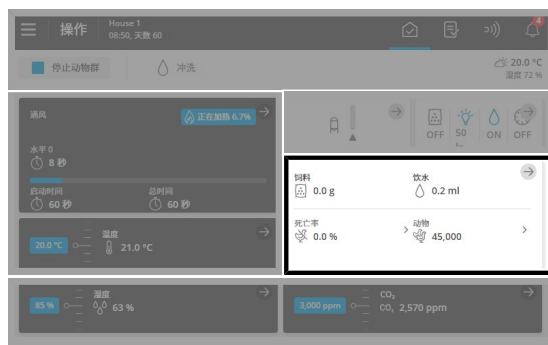 操作
House 1
08:50, 天数 60
4
停止动物群
冲洗
20.0 °C
湿度 72 %
通风
正在加热 6.7%
水平 0
8 秒
启动时间
总时间
60 秒
60 秒
OFF
50
ON
OFF
饲料
饮水
0.0 g
0.2 ml
死亡率
动物
0.0 %
45,000
温度
20.0 °C
21.0 °C
湿度
85 %
63 %
CO₂
3,000 ppm
CO₂ 2,570 ppm